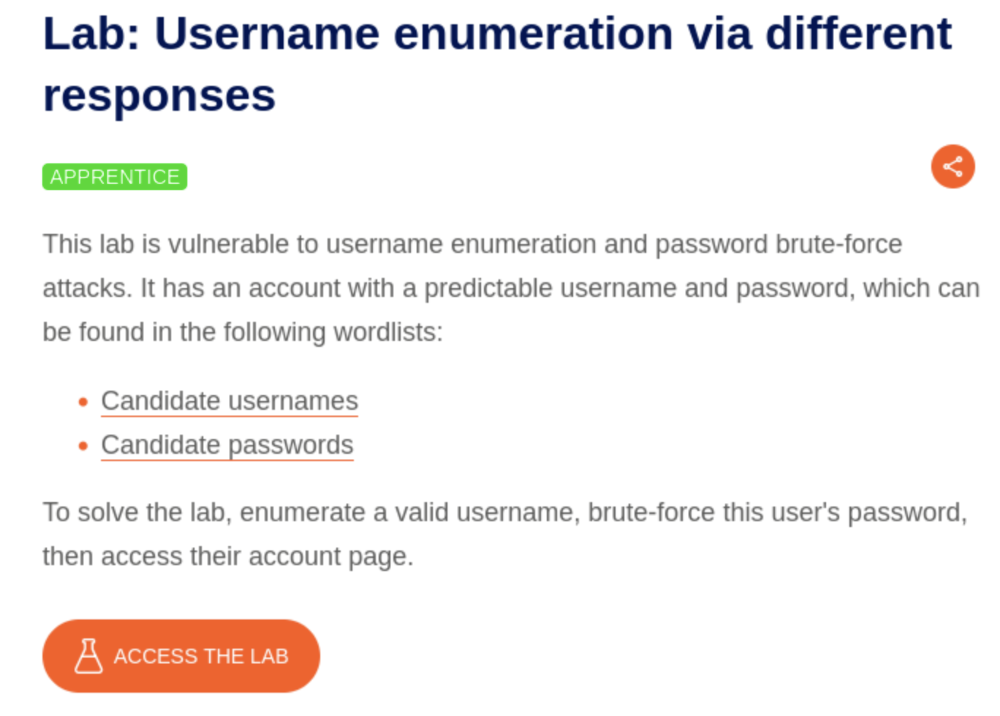 Lab: Username enumeration via different
responses
APPRENTICE
This lab is vulnerable to username enumeration and password brute-force
attacks. It has an account with a predictable username and password, which can
be found in the following wordlists:
Candidate usernames
Candidate passwords
To solve the lab, enumerate a valid username, brute-force this user's password,
then access their account page.
ACCESS THE LAB